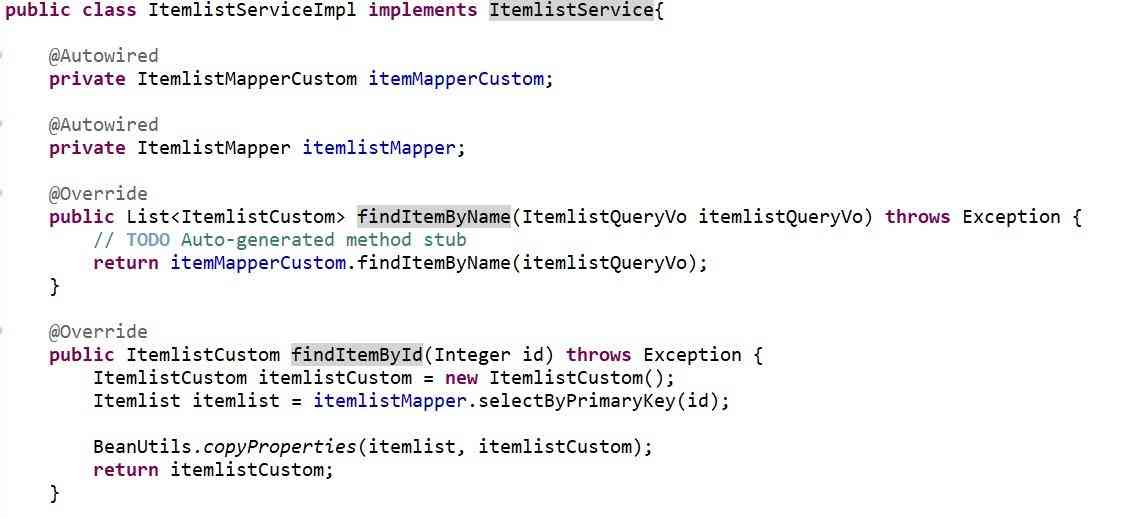 public class ItemlistServiceImpl implements ItemlistService{
@Autowired
private ItemlistMapperCustom itemMapperCustom;
@Autowired
private ItemlistMapper itemlistMapper;
@Override
public List<ItemlistCustom> findItemByName(ItemlistQueryVo itemlistQueryVo) throws Exception {
// TODO Auto-generated method stub
return itemMapperCustom.findItemByName(itemlistQueryVo);
}
@Override
public ItemlistCustom findItemById(Integer id) throws Exception {
ItemlistCustom itemlistCustom = new ItemlistCustom();
Itemlist itemlist = itemlistMapper.selectByPrimaryKey(id);
BeanUtils.copyProperties(itemlist, itemlistCustom);
return itemlistCustom;
}